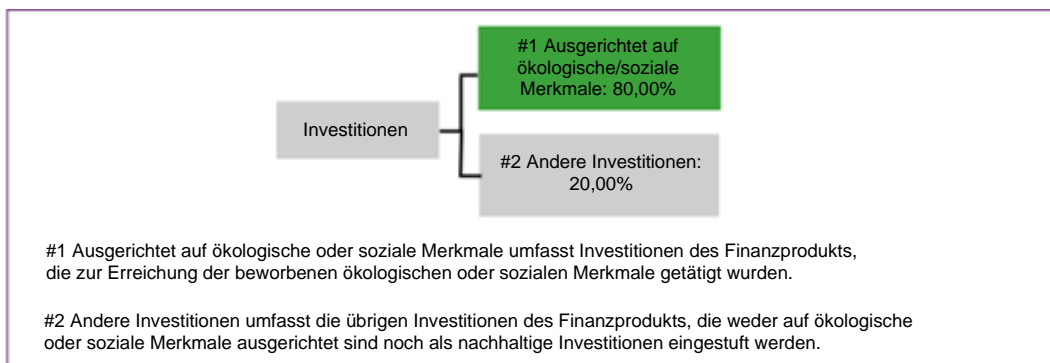 #1 Ausgerichtet auf
ökologische/soziale
Merkmale: 80,00%
Investitionen
#2 Andere Investitionen:
20,00%
#1 Ausgerichtet auf ökologische oder soziale Merkmale umfasst Investitionen des Finanzprodukts,
die zur Erreichung der beworbenen ökologischen oder sozialen Merkmale getätigt wurden.
#2 Andere Investitionen umfasst die übrigen Investitionen des Finanzprodukts, die weder auf ökologische
oder soziale Merkmale ausgerichtet sind noch als nachhaltige Investitionen eingestuft werden.